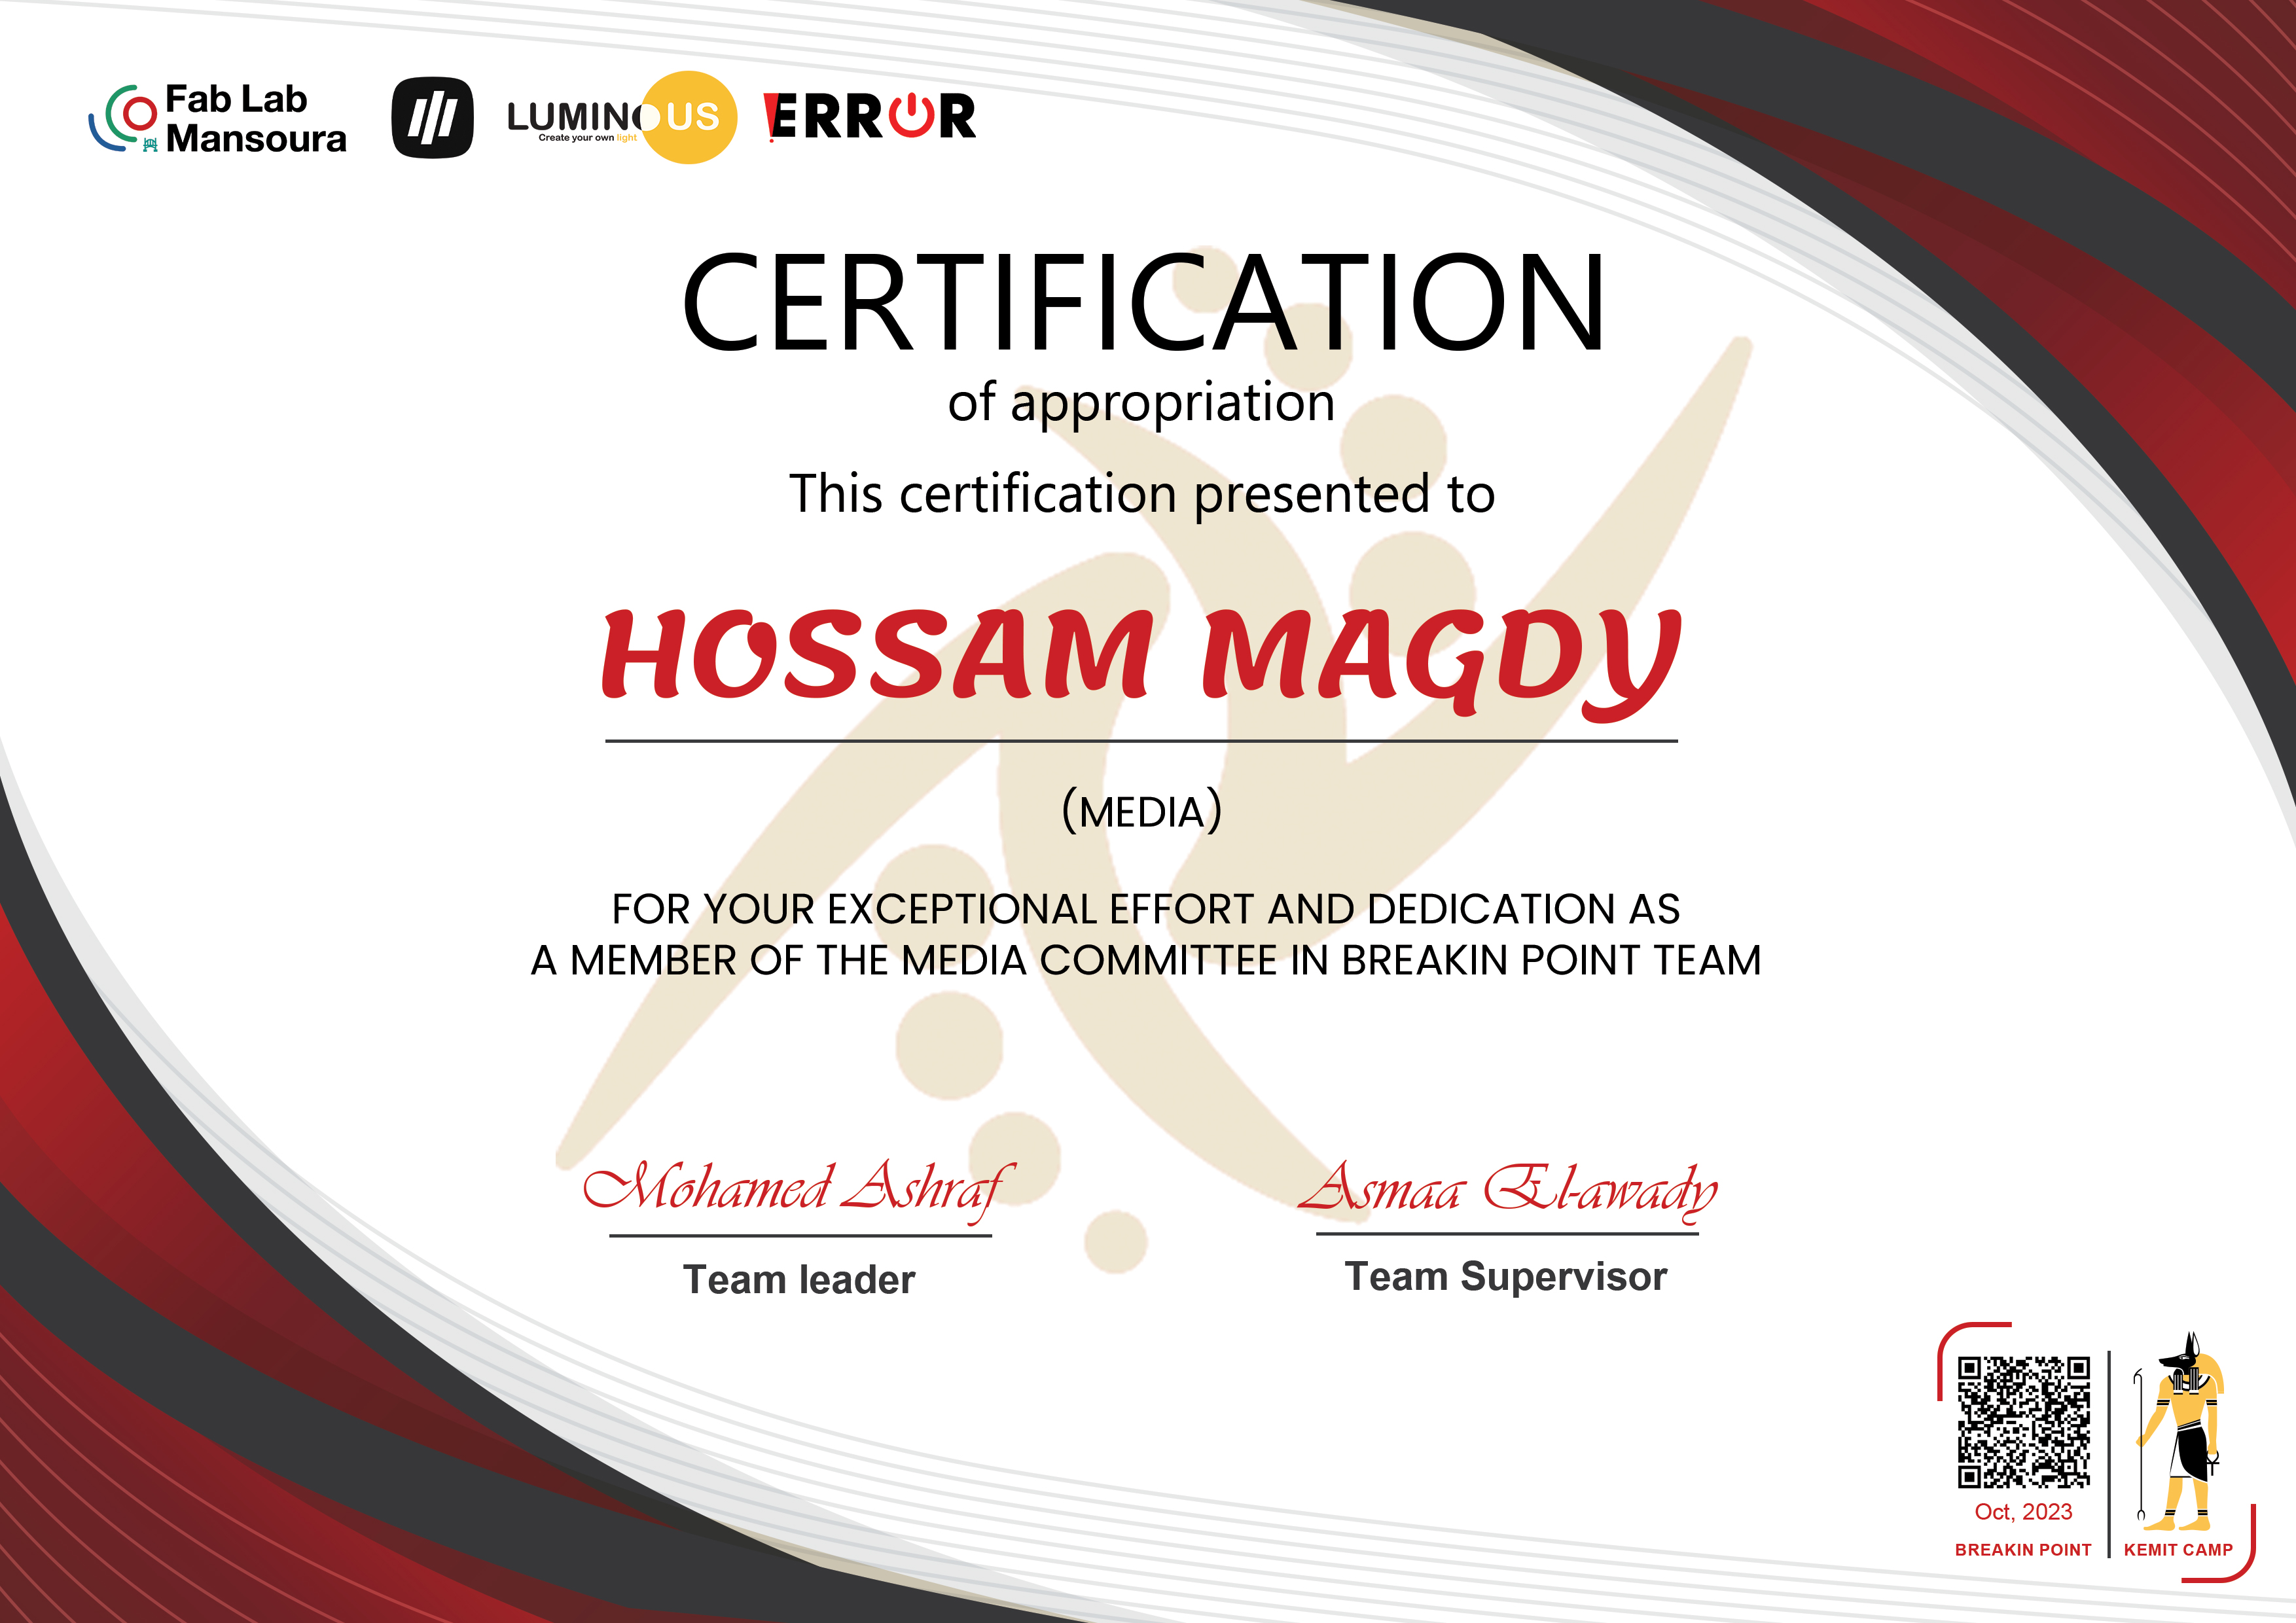 Fab Lab
Mansoura
LUMINOUS
Create your own light
ERROR
CERTIFICATION
of appropriation
This certification presented to
HOSSAM MAGDY
(MEDIA)
FOR YOUR EXCEPTIONAL EFFORT AND DEDICATION AS
A MEMBER OF THE MEDIA COMMITTEE IN BREAKIN POINT TEAM
Mohamed Ashraf
Team leader
Asmaa El-awady
Team Supervisor
Oct, 2023
BREAKIN POINT
KEMIT CAMP